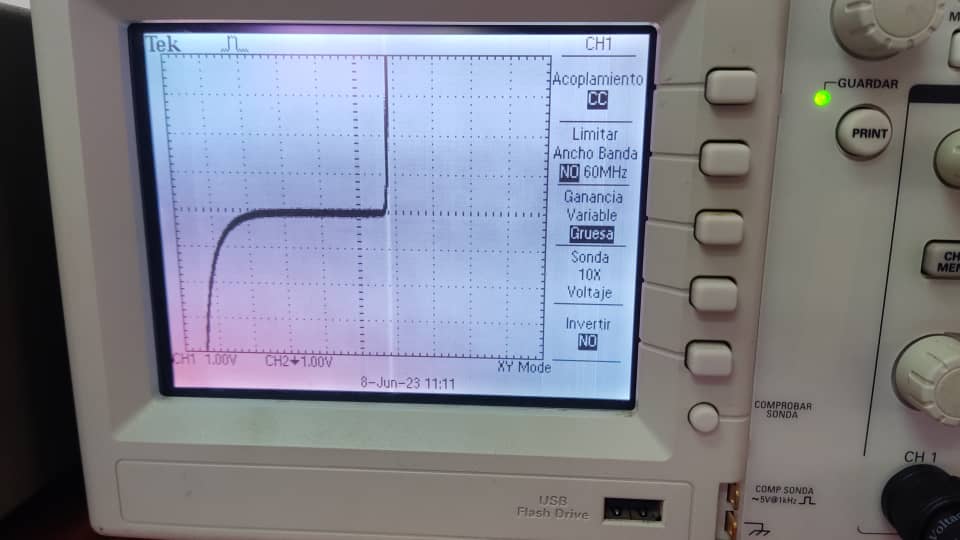 Tek
CH1
Acoplamiento
CC
Limitar
Ancho Banda
NO 60MHz
Ganancia
Variable
Gruesa
Sonda
10X
Voltaje
Invertir
NO
CH1 1.00V
CH2↓1.00V
XY Mode
8-Jun-23 11:11
GUARDAR
PRINT
CH
MEN
COMPROBAR
SONDA
CH 1
COMP SONDA
~5V@1kHz
USB
Flash Drive